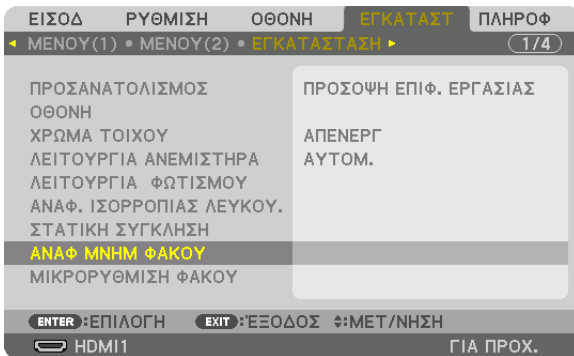 ΕΙΣΟΔ ΡΥΘΜΙΣΗ ΟΘΟΝΗ ΕΓΚΑΤΑΣΤ ΠΛΗΡΟΦ
◂ ΜΕΝΟΥ(1) • ΜΕΝΟΥ(2) • ΕΓΚΑΤΑΣΤΑΣΗ ▸ 1/4
ΠΡΟΣΑΝΑΤΟΛΙΣΜΟΣ ΠΡΟΣΟΨΗ ΕΠΙΦ. ΕΡΓΑΣΙΑΣ
ΟΘΟΝΗ
ΧΡΩΜΑ ΤΟΙΧΟΥ ΑΠΕΝΕΡΓ
ΛΕΙΤΟΥΡΓΙΑ ΑΝΕΜΙΣΤΗΡΑ ΑΥΤΟΜ.
ΛΕΙΤΟΥΡΓΙΑ ΦΩΤΙΣΜΟΥ
ΑΝΑΦ. ΙΣΟΡΡΟΠΙΑΣ ΛΕΥΚΟΥ.
ΣΤΑΤΙΚΗ ΣΥΓΚΛΗΣΗ
ΑΝΑΦ ΜΝΗΜ ΦΑΚΟΥ
ΜΙΚΡΟΡΥΘΜΙΣΗ ΦΑΚΟΥ
ENTER :ΕΠΙΛΟΓΗ EXIT :ΈΞΟΔΟΣ ♦:ΜΕΤ/ΝΗΣΗ
HDMI1 ΓΙΑ ΠΡΟΧ.